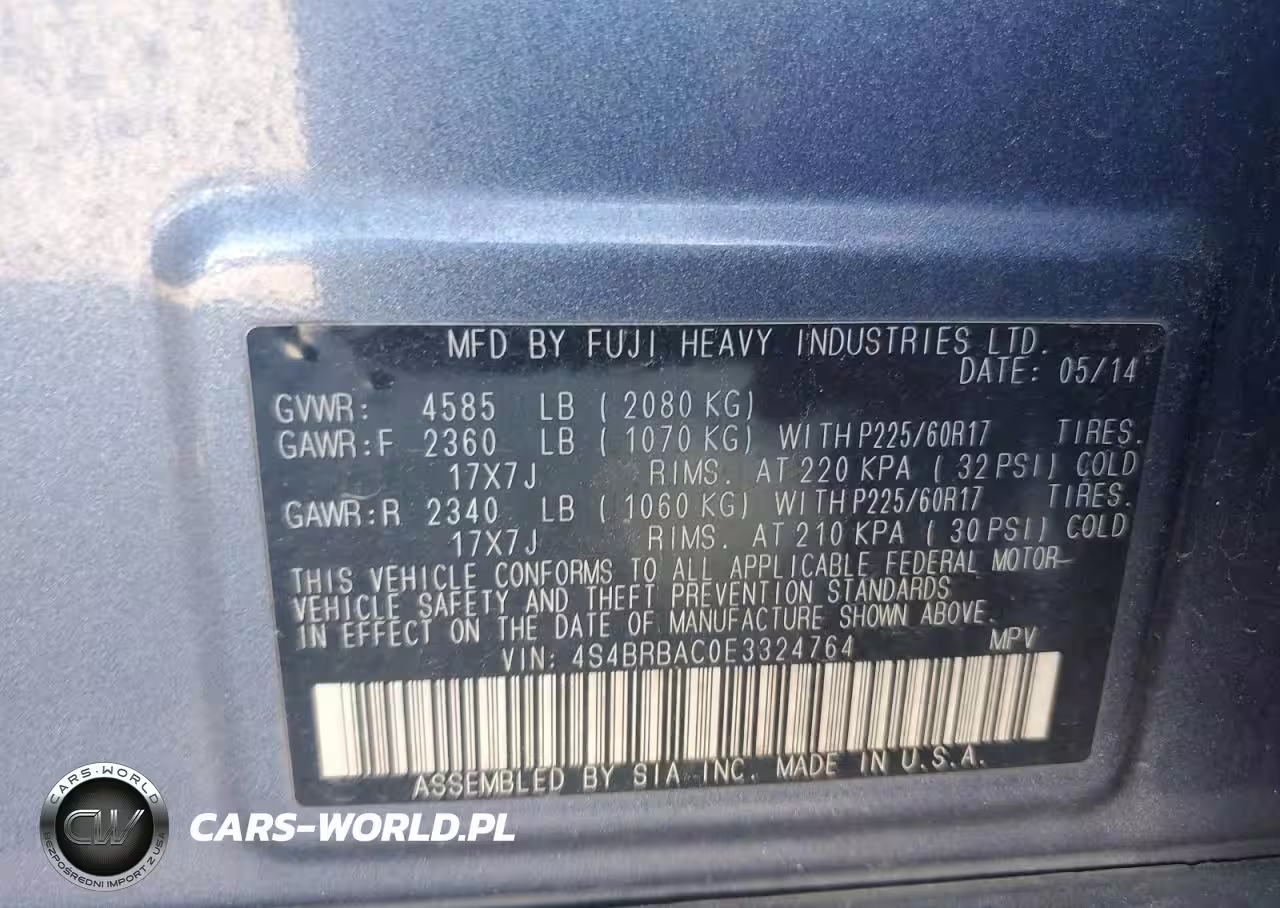 MFD BY FUJI HEAVY INDUSTRIES LTD.
DATE: 05/14
GVWR: 4585 LB (2080 KG)
GAWR:F 2360 LB (1070 KG) WITH P225/60R17 TIRES.
17X7J RIMS. AT 220 KPA (32 PSI) COLD
GAWR:R 2340 LB (1060 KG) WITH P225/60R17 TIRES.
17X7J RIMS. AT 210 KPA (30 PSI) COLD
THIS VEHICLE CONFORMS TO ALL APPLICABLE FEDERAL MOTOR-
VEHICLE SAFETY AND THEFT PREVENTION STANDARDS
IN EFFECT ON THE DATE OF MANUFACTURE SHOWN ABOVE.
VIN: 4S4BRBAC0E3324764 MPV
ASSEMBLED BY SIA INC. MADE IN U.S.A.
CARS-WORLD
CW
BEZPOŚREDNI IMPORT Z USA
CARS-WORLD.PL